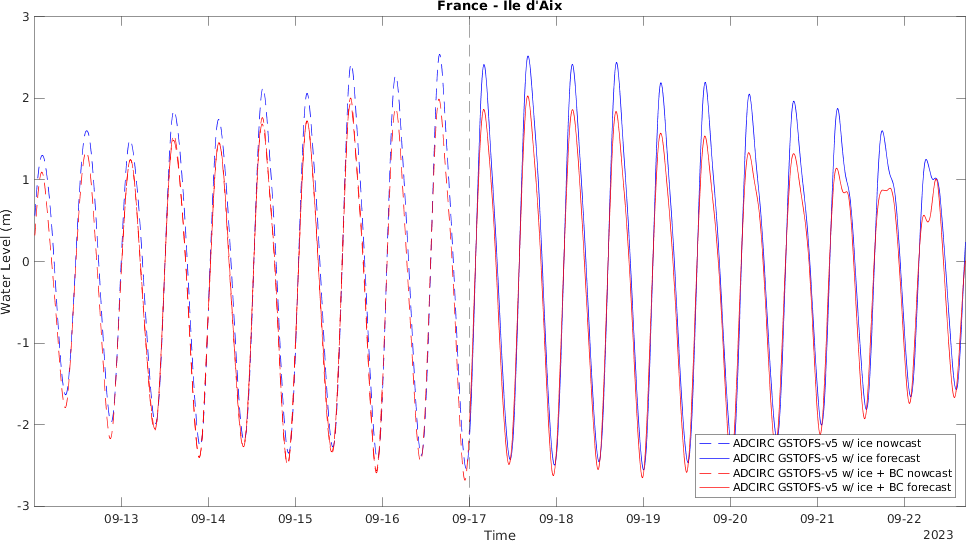 France - Ile d'Aix
Water Level (m)
3
2
1
0
-1
-2
-3
09-13
09-14
09-15
09-16
09-17
09-18
09-19
09-20
09-21
09-22
Time
2023
ADCIRC GSTOFS-v5 w/ ice nowcast
ADCIRC GSTOFS-v5 w/ ice forecast
ADCIRC GSTOFS-v5 w/ ice + BC nowcast
ADCIRC GSTOFS-v5 w/ ice + BC forecast